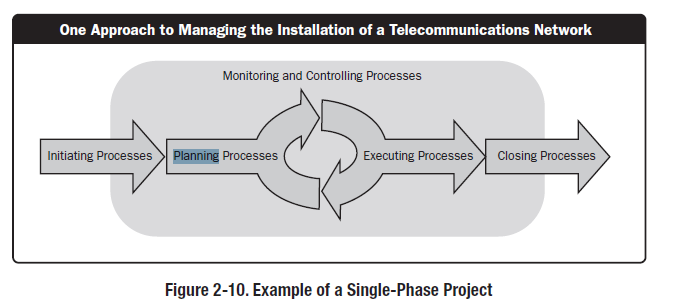 One Approach to Managing the Installation of a Telecommunications Network
Monitoring and Controlling Processes
Initiating Processes
Planning Processes
Executing Processes
Closing Processes
Figure 2-10. Example of a Single-Phase Project